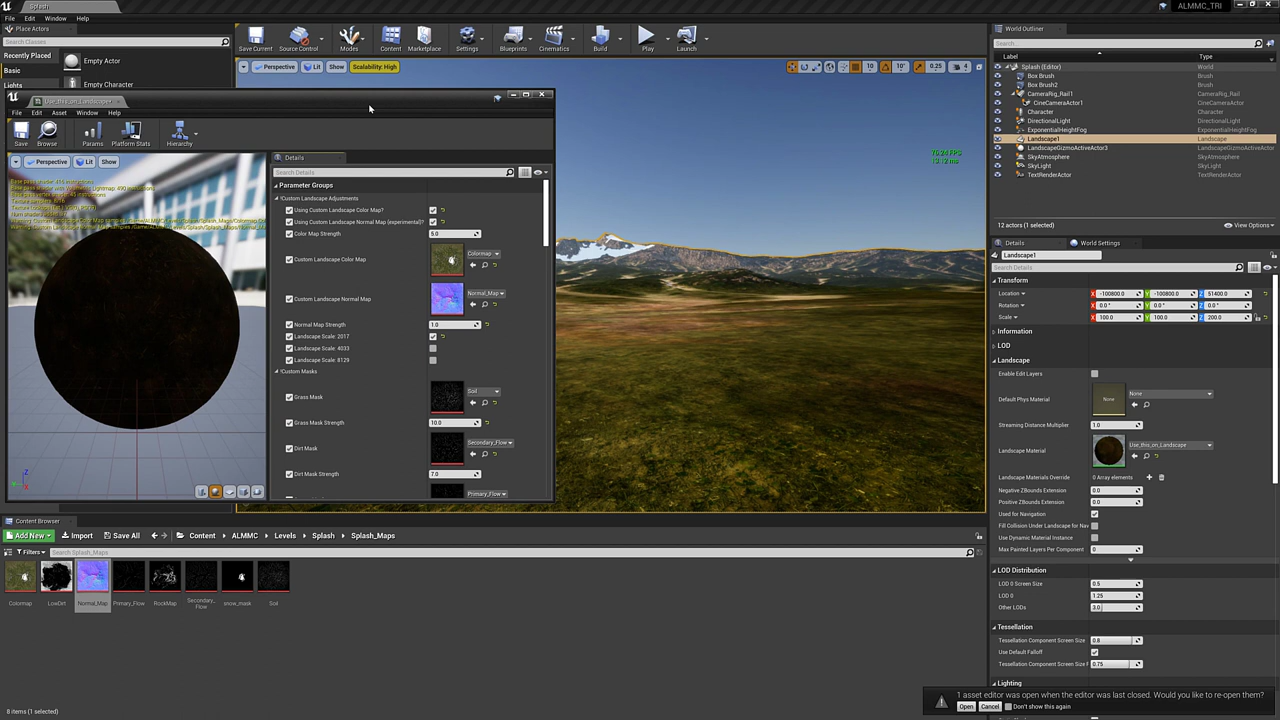 Splash
ALMMC_TRI
File Edit Window Help
Place Actors
Search Classes
Recently Placed
Basic
Lights
Empty Actor
Empty Character
Save Current
Source Control
Modes
Content
Marketplace
Settings
Blueprints
Cinematics
Build
Play
Launch
Perspective
Lit
Show
Scalability: High
10
10°
0.25
4
Use_this_on_Landscape*
File Edit Asset Window Help
Save
Browse
Params
Platform Stats
Hierarchy
Perspective
Lit
Show
Details
Search Details
Parameter Groups
!Custom Landscape Adjustments
Using Custom Landscape Color Map?
Using Custom Landscape Normal Map (experimental)?
Color Map Strength 5.0
Custom Landscape Color Map Colormap
Custom Landscape Normal Map Normal_Map
Normal Map Strength 1.0
Landscape Scale: 2017
Landscape Scale: 4033
Landscape Scale: 8129
!Custom Masks
Grass Mask Soil
Grass Mask Strength 10.0
Dirt Mask Secondary_Flow
Dirt Mask Strength 7.0
Primary_Flow
World Outliner
Search...
Label Type
Splash (Editor) World
Box Brush Brush
Box Brush2 Brush
CameraRig_Rail1 CameraRig_Rail
CineCameraActor1 CineCameraActor
Character Character
DirectionalLight DirectionalLight
ExponentialHeightFog ExponentialHeightFog
Landscape1 Landscape
LandscapeGizmoActiveActor3 LandscapeGizmoActiveActor
SkyAtmosphere SkyAtmosphere
SkyLight SkyLight
TextRenderActor TextRenderActor
12 actors (1 selected) View Options
Details World Settings
Landscape1
Search Details
Transform
Location -100800.0 -100800.0 51400.0
Rotation 0.0° 0.0° 0.0°
Scale 100.0 100.0 200.0
Information
LOD
Landscape
Enable Edit Layers
Default Phys Material None None
Streaming Distance Multiplier 1.0
Landscape Material Use_this_on_Landscape
Landscape Materials Override 0 Array elements
Negative ZBounds Extension 0.0
Positive ZBounds Extension 0.0
Used for Navigation
Fill Collision Under Landscape for Nav
Use Dynamic Material Instance
Max Painted Layers Per Component 0
LOD Distribution
LOD 0 Screen Size 0.5
LOD 0 1.25
Other LODs 3.0
Tessellation
Tessellation Component Screen Size 0.8
Use Default Falloff
Tessellation Component Screen Size F 0.75
Lighting
Content Browser
Add New Import Save All Content ALMMC Levels Splash Splash_Maps
Filters Search Splash_Maps
Colormap LowDirt Normal_Map Primary_Flow RockMap Secondary_Flow snow_mask Soil
8 items (1 selected)
1 asset editor was open when the editor was last closed. Would you like to re-open them?
Open Cancel Don't show this again